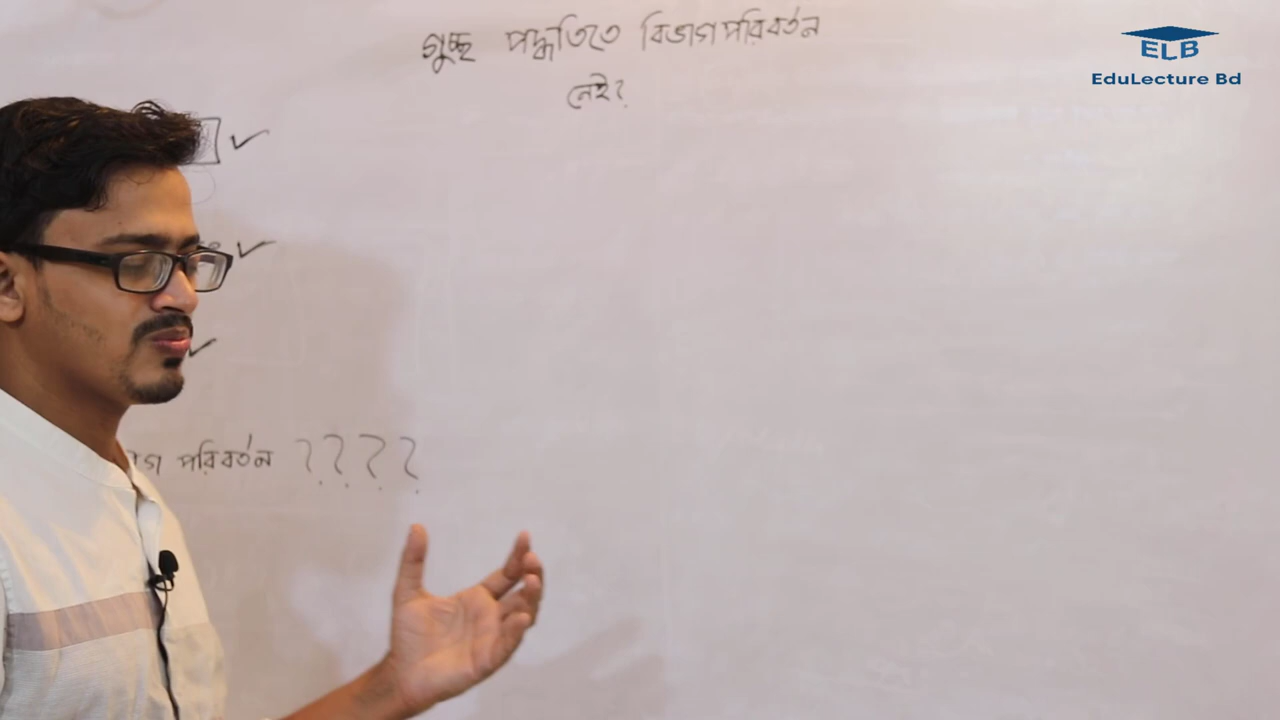 গুচ্ছ পদ্ধতিতে বিভাগ পরিবর্তন
নেই?
ELB
EduLecture Bd
পরিবর্তন ????